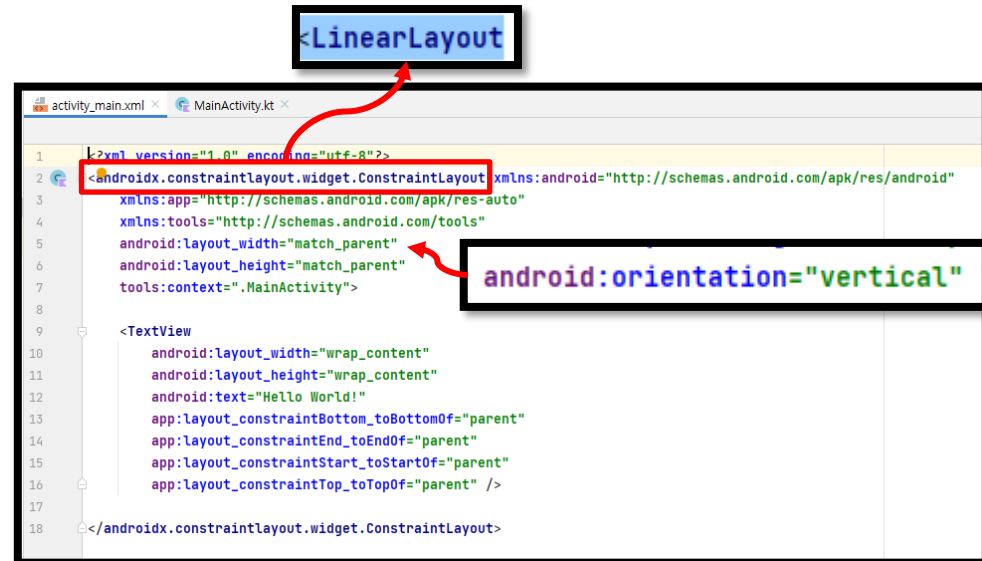 <LinearLayout
activity_main.xml × MainActivity.kt ×
1 <?xml version="1.0" encoding="utf-8"?>
2 <androidx.constraintlayout.widget.ConstraintLayout xmlns:android="http://schemas.android.com/apk/res/android"
3 xmlns:app="http://schemas.android.com/apk/res-auto"
4 xmlns:tools="http://schemas.android.com/tools"
5 android:layout_width="match_parent"
android:orientation="vertical"
6 android:layout_height="match_parent"
7 tools:context=".MainActivity">
8
9 <TextView
10 android:layout_width="wrap_content"
11 android:layout_height="wrap_content"
12 android:text="Hello World!"
13 app:layout_constraintBottom_toBottomOf="parent"
14 app:layout_constraintEnd_toEndOf="parent"
15 app:layout_constraintStart_toStartOf="parent"
16 app:layout_constraintTop_toTopOf="parent" />
17
18 </androidx.constraintlayout.widget.ConstraintLayout>